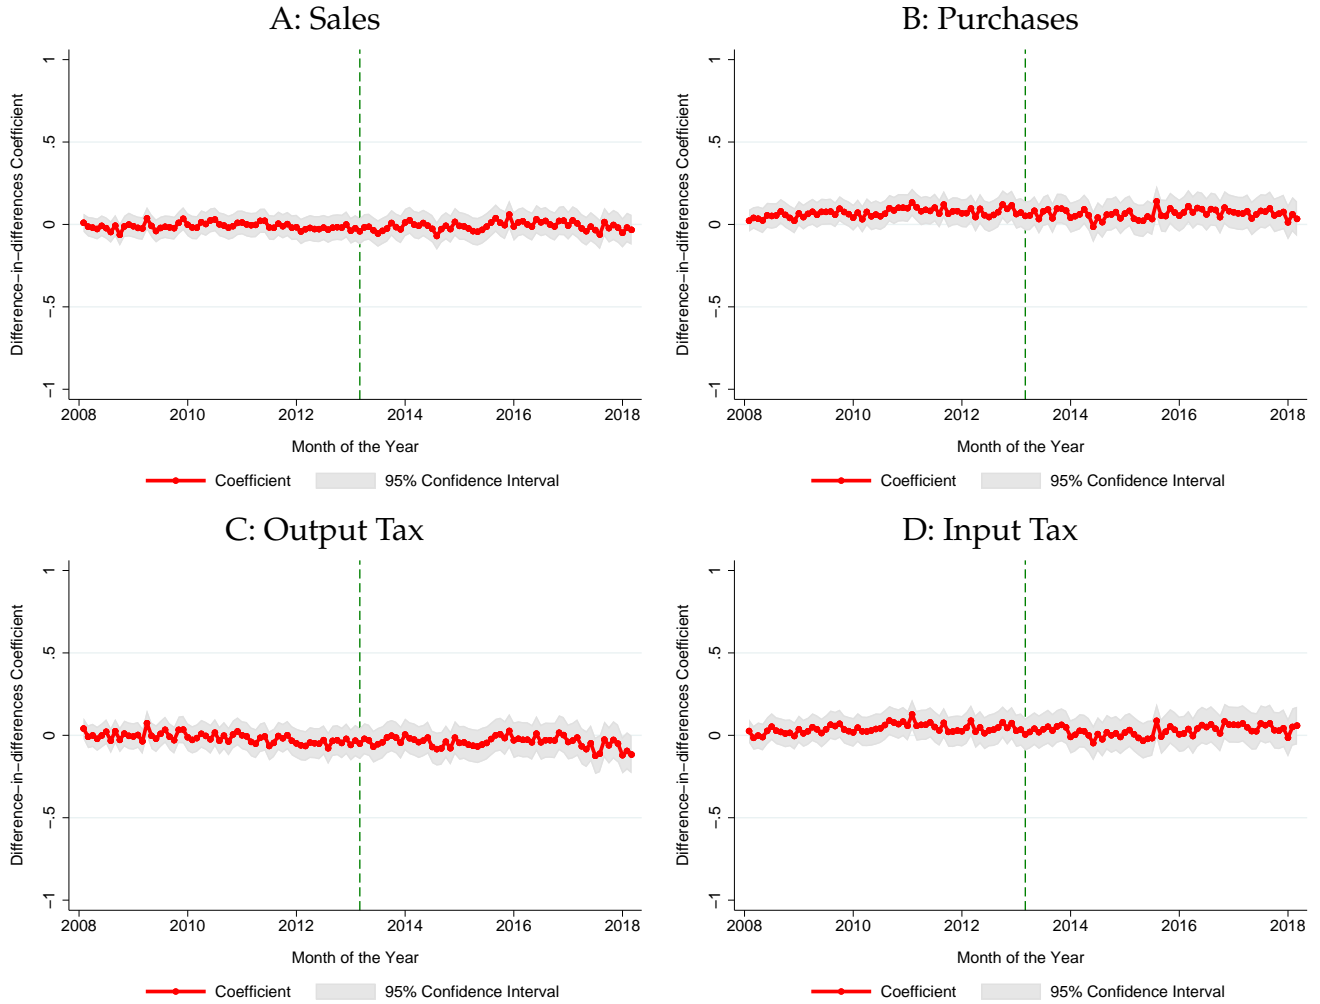 A: Sales
Difference-in-differences Coefficient
1
.5
0
-.5
-1
2008 2010 2012 2014 2016 2018
Month of the Year
Coefficient 95% Confidence Interval
B: Purchases
Difference-in-differences Coefficient
1
.5
0
-.5
-1
2008 2010 2012 2014 2016 2018
Month of the Year
Coefficient 95% Confidence Interval
C: Output Tax
Difference-in-differences Coefficient
1
.5
0
-.5
-1
2008 2010 2012 2014 2016 2018
Month of the Year
Coefficient 95% Confidence Interval
D: Input Tax
Difference-in-differences Coefficient
1
.5
0
-.5
-1
2008 2010 2012 2014 2016 2018
Month of the Year
Coefficient 95% Confidence Interval